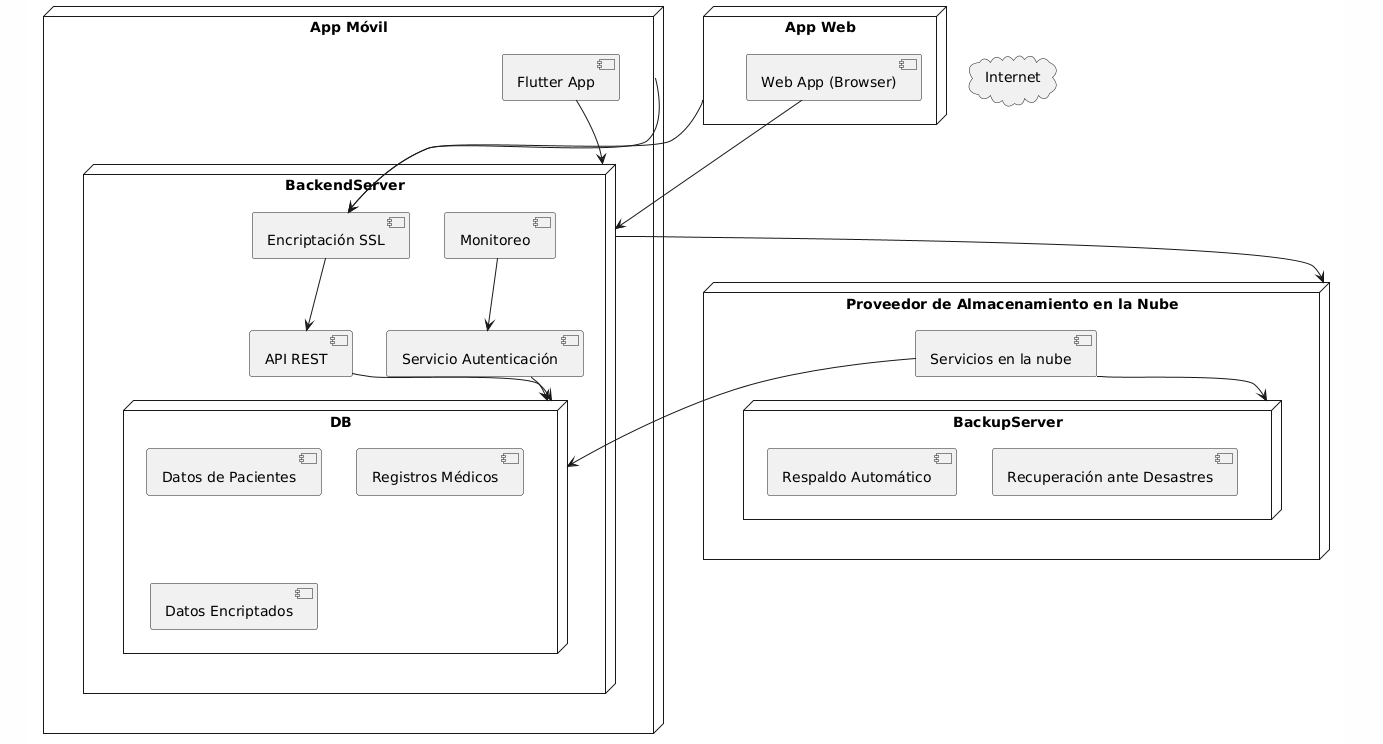 App Móvil
App Web
Flutter App
Web App (Browser)
Internet
BackendServer
Encriptación SSL
Monitoreo
Proveedor de Almacenamiento en la Nube
API REST
Servicio Autenticación
Servicios en la nube
DB
BackupServer
Datos de Pacientes
Registros Médicos
Respaldo Automático
Recuperación ante Desastres
Datos Encriptados